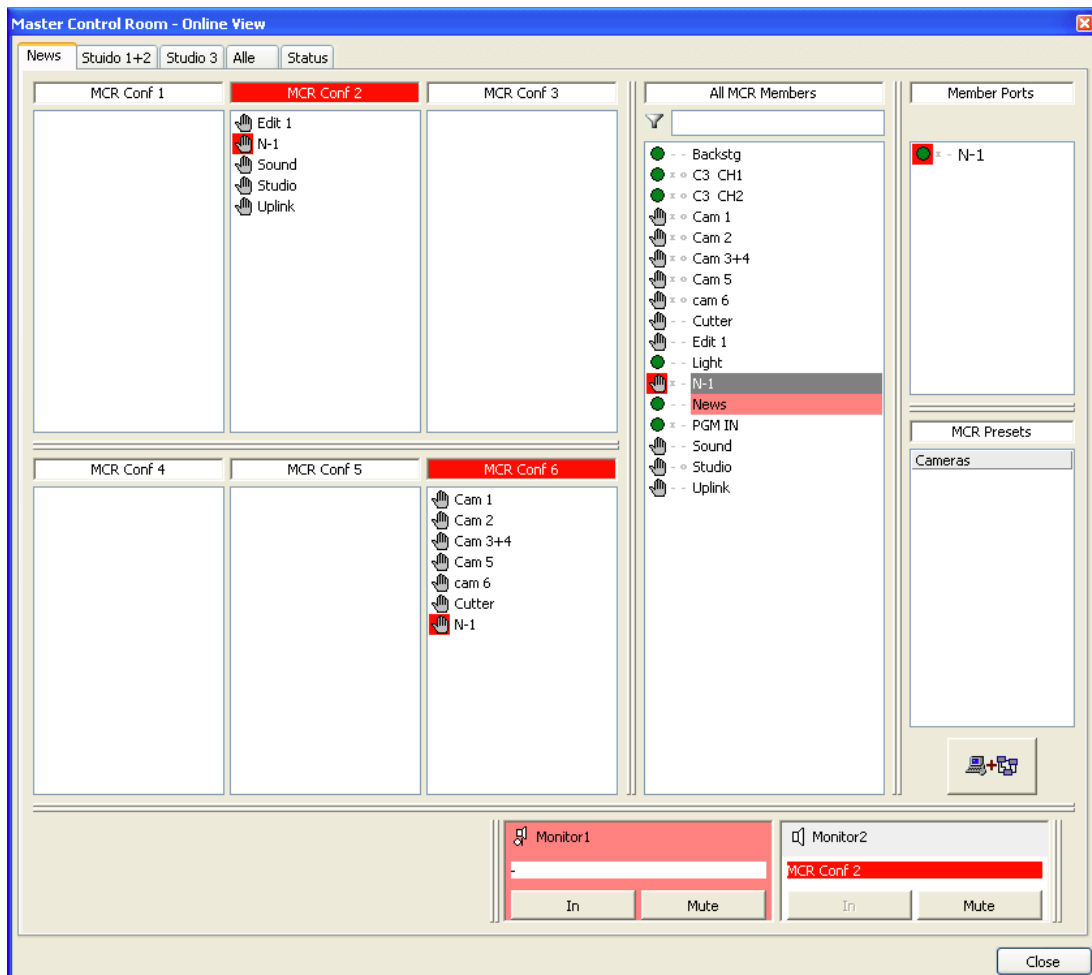 Master Control Room - Online View
News
Stuido 1+2
Studio 3
Alle
Status
MCR Conf 1
MCR Conf 2
Edit 1
N-1
Sound
Studio
Uplink
MCR Conf 3
MCR Conf 4
MCR Conf 5
MCR Conf 6
Cam 1
Cam 2
Cam 3+4
Cam 5
cam 6
Cutter
N-1
All MCR Members
- - Backstg
x o C3 CH1
x o C3 CH2
x o Cam 1
x o Cam 2
x o Cam 3+4
x o Cam 5
x o cam 6
- - Cutter
- - Edit 1
- - Light
x - N-1
- - News
x - PGM IN
- - Sound
- o Studio
- - Uplink
Member Ports
x - N-1
MCR Presets
Cameras
Monitor1
-
In
Mute
Monitor2
MCR Conf 2
In
Mute
Close